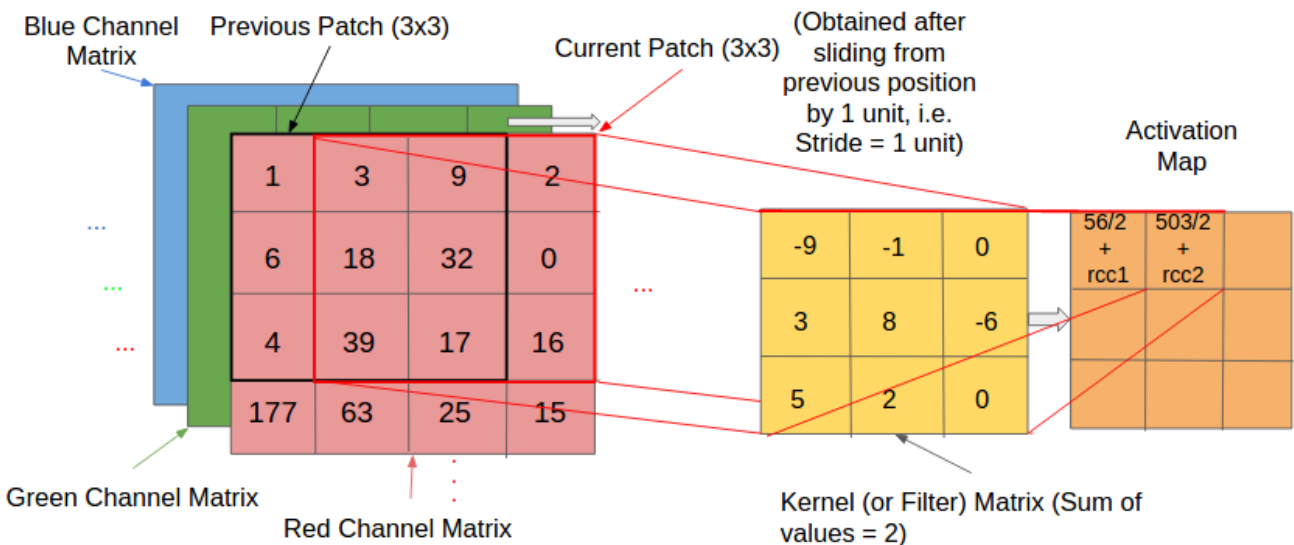 Blue Channel
Matrix
Previous Patch (3x3)
Current Patch (3x3)
(Obtained after
sliding from
previous position
by 1 unit, i.e.
Stride = 1 unit)
Activation
Map
1 3 9 2
6 18 32 0
4 39 17 16
177 63 25 15
...
...
...
...
-9 -1 0
3 8 -6
5 2 0
56/2 503/2
+ +
rcc1 rcc2
Green Channel Matrix
Red Channel Matrix
Kernel (or Filter) Matrix (Sum of
values = 2)